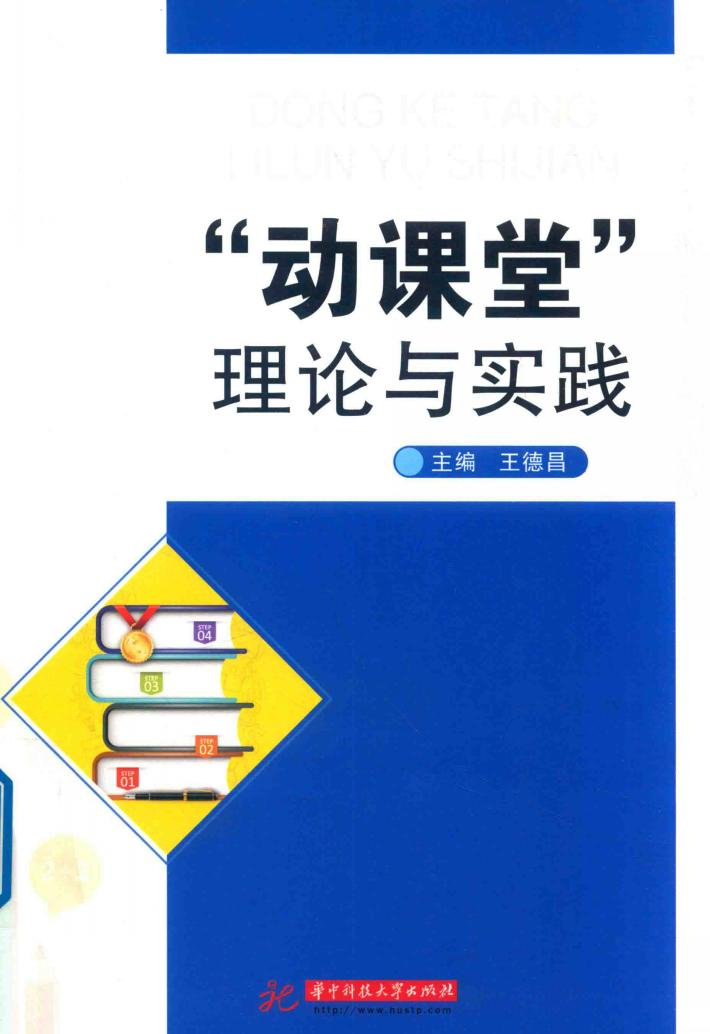 DONG KE TANG
LILUN YU SHIJIAN
“动课堂”
理论与实践
主编 王德昌
STEP
04
STEP
03
STEP
02
STEP
01
华中科技大学出版社
http://www.hustp.com